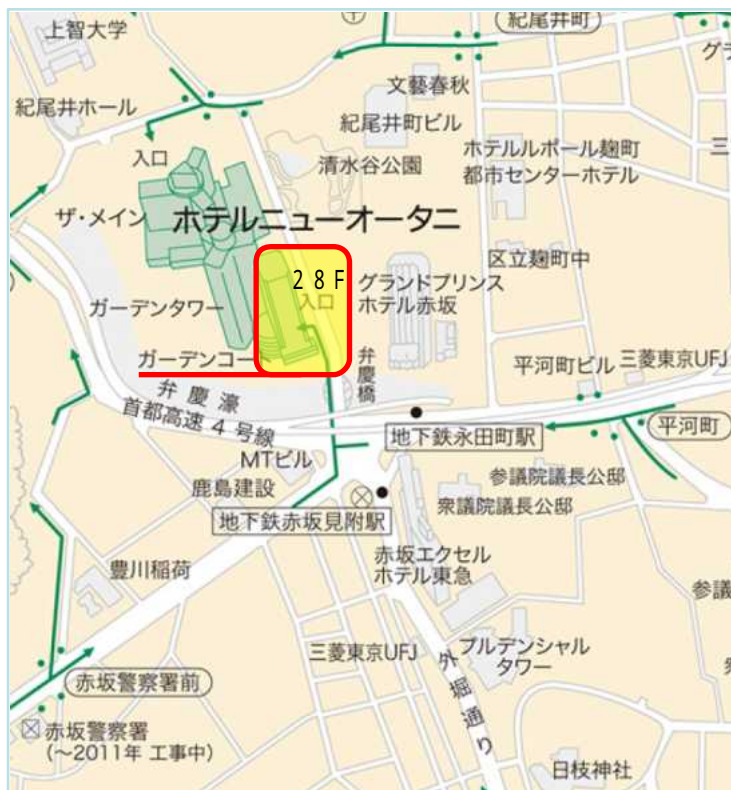 上智大学
紀尾井町
グラ
文藝春秋
紀尾井ホール
紀尾井町ビル
三
入口
清水谷公園
ホテルルポール麹町
都市センターホテル
ザ・メイン
ホテルニューオータニ
区立麹町中
28F
入口
グランドプリンス
ホテル赤坂
ガーデンタワー
ガーデンコート
弁慶橋
平河町ビル
三菱東京UFJ
弁慶濠
首都高速4号線
地下鉄永田町駅
平河町
MTビル
参議院議長公邸
鹿島建設
衆議院議長公邸
地下鉄赤坂見附駅
豊川稲荷
赤坂エクセル
ホテル東急
参議
三菱東京UFJ
プルデンシャル
タワー
外堀通り
赤坂警察署前
赤坂警察署
(〜2011年 工事中)
日枝神社